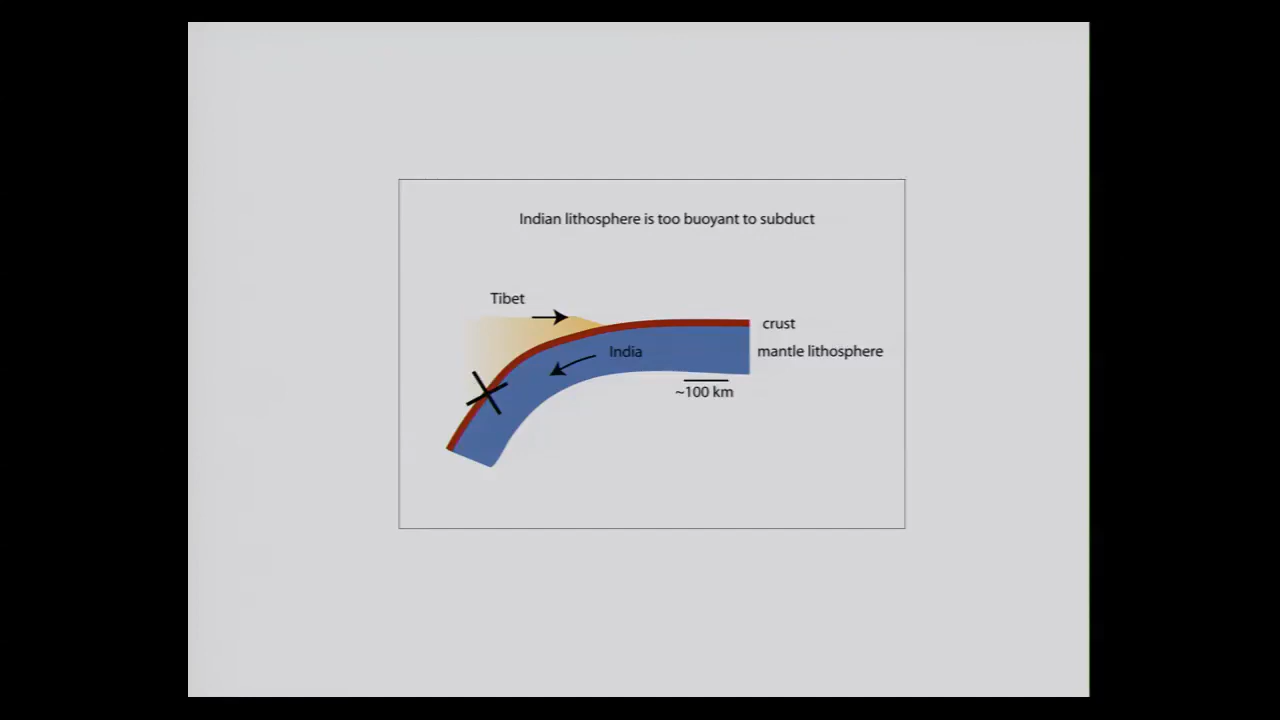 Indian lithosphere is too buoyant to subduct
Tibet
crust
India
mantle lithosphere
~100 km